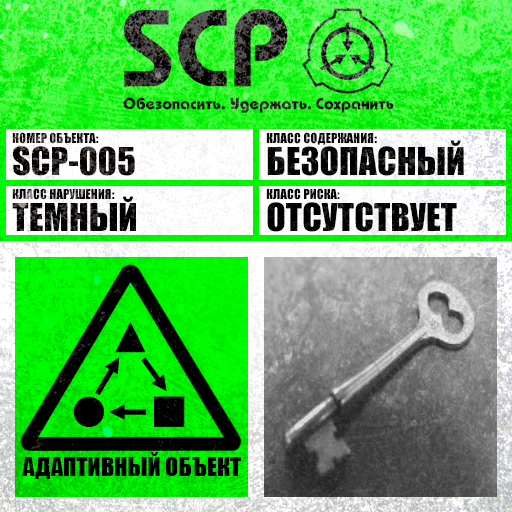 SCP
Обезопасить. Удержать. Сохранить
НОМЕР ОБЪЕКТА:
SCP-005
КЛАСС СОДЕРЖАНИЯ:
БЕЗОПАСНЫЙ
КЛАСС НАРУШЕНИЯ:
ТЕМНЫЙ
КЛАСС РИСКА:
ОТСУТСТВУЕТ
АДАПТИВНЫЙ ОБЪЕКТ